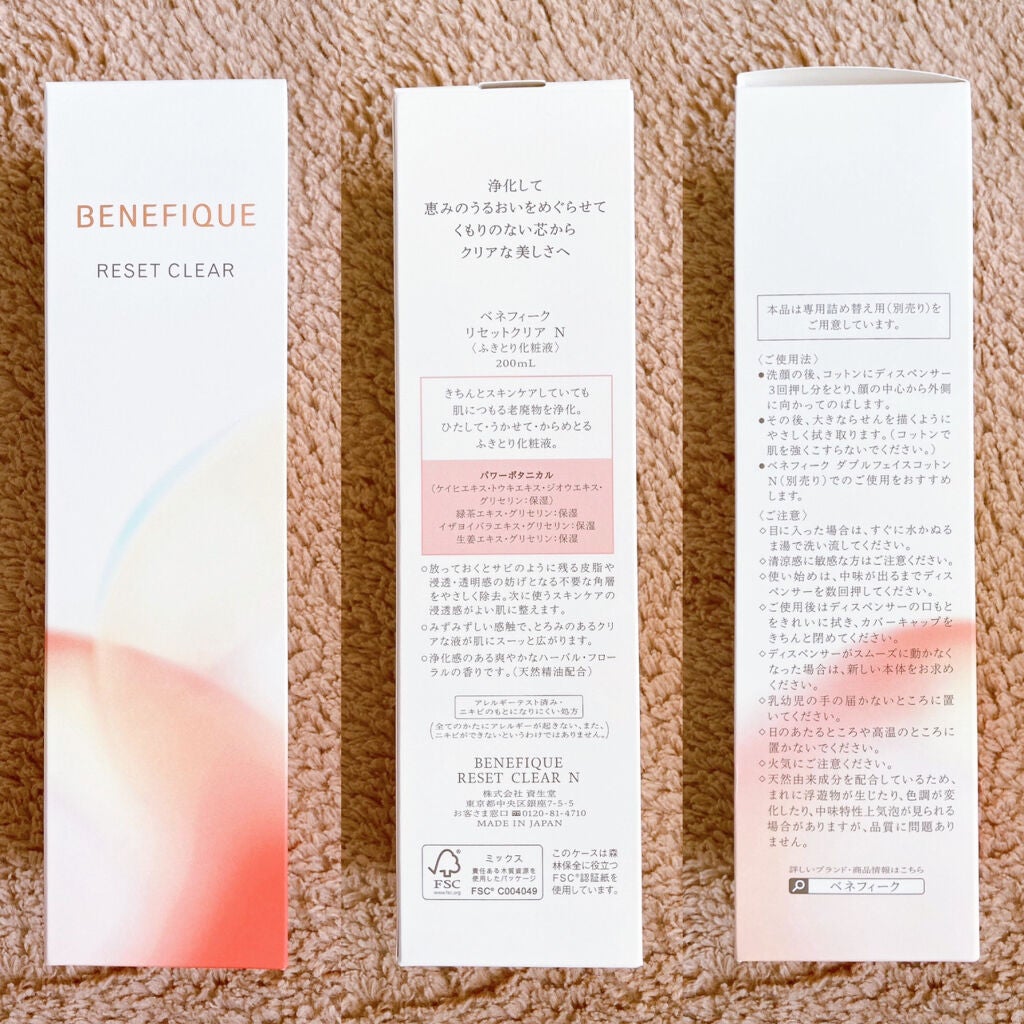 BENEFIQUE
RESET CLEAR
浄化して
恵みのうるおいをめぐらせて
くもりのない芯から
クリアな美しさへ
ベネフィーク
リセットクリア N
〈ふきとり化粧液〉
200mL
きちんとスキンケアしていても
肌につもる老廃物を浄化。
ひたして・うかせて・からめとる
ふきとり化粧液。
パワーボタニカル
(ケイヒエキス・トウキエキス・ジオウエキス・
グリセリン:保湿)
緑茶エキス・グリセリン:保湿
イザヨイバラエキス・グリセリン:保湿
生姜エキス・グリセリン:保湿
○放っておくとサビのように残る皮脂や
浸透・透明感の妨げとなる不要な角層
をやさしく除去。次に使うスキンケアの
浸透感がよい肌に整えます。
○みずみずしい感触で、とろみのあるクリ
アな液が肌にスーッと広がります。
○浄化感のある爽やかなハーバル・フロー
ラルの香りです。(天然精油配合)
アレルギーテスト済み・
ニキビのもとになりにくい処方
(全てのかたにアレルギーが起きない、また、
ニキビができないというわけではありません。)
BENEFIQUE
RESET CLEAR N
株式会社 資生堂
東京都中央区銀座7-5-5
お客さま窓口 0120-81-4710
MADE IN JAPAN
FSC
www.fsc.org
ミックス
責任ある木質資源を
使用したパッケージ
FSC® C004049
このケースは森
林保全に役立つ
FSC®認証紙を
使用しています。
本品は専用詰め替え用(別売り)を
ご用意しています。
〈ご使用法〉
●洗顔の後、コットンにディスペンサー
3回押し分をとり、顔の中心から外側
に向かってのばします。
●その後、大きならせんを描くように
やさしく拭き取ります。(コットンで
肌を強くこすらないでください。)
●ベネフィーク ダブルフェイスコットン
N(別売り)でのご使用をおすすめ
します。
〈ご注意〉
◇目に入った場合は、すぐに水かぬる
ま湯で洗い流してください。
◇清涼感に敏感な方はご注意ください。
◇使い始めは、中味が出るまでディス
ペンサーを数回押してください。
◇ご使用後はディスペンサーの口もと
をきれいに拭き、カバーキャップを
きちんと閉めてください。
◇ディスペンサーがスムーズに動かなく
なった場合は、新しい本体をお求め
ください。
◇乳幼児の手の届かないところに置
いてください。
◇日のあたるところや高温のところに
置かないでください。
◇火気にご注意ください。
◇天然由来成分を配合しているため、
まれに浮遊物が生じたり、色調が変
化したり、中味特性上気泡が見られる
場合がありますが、品質に問題あり
ません。
詳しいブランド・商品情報はこちら
ベネフィーク